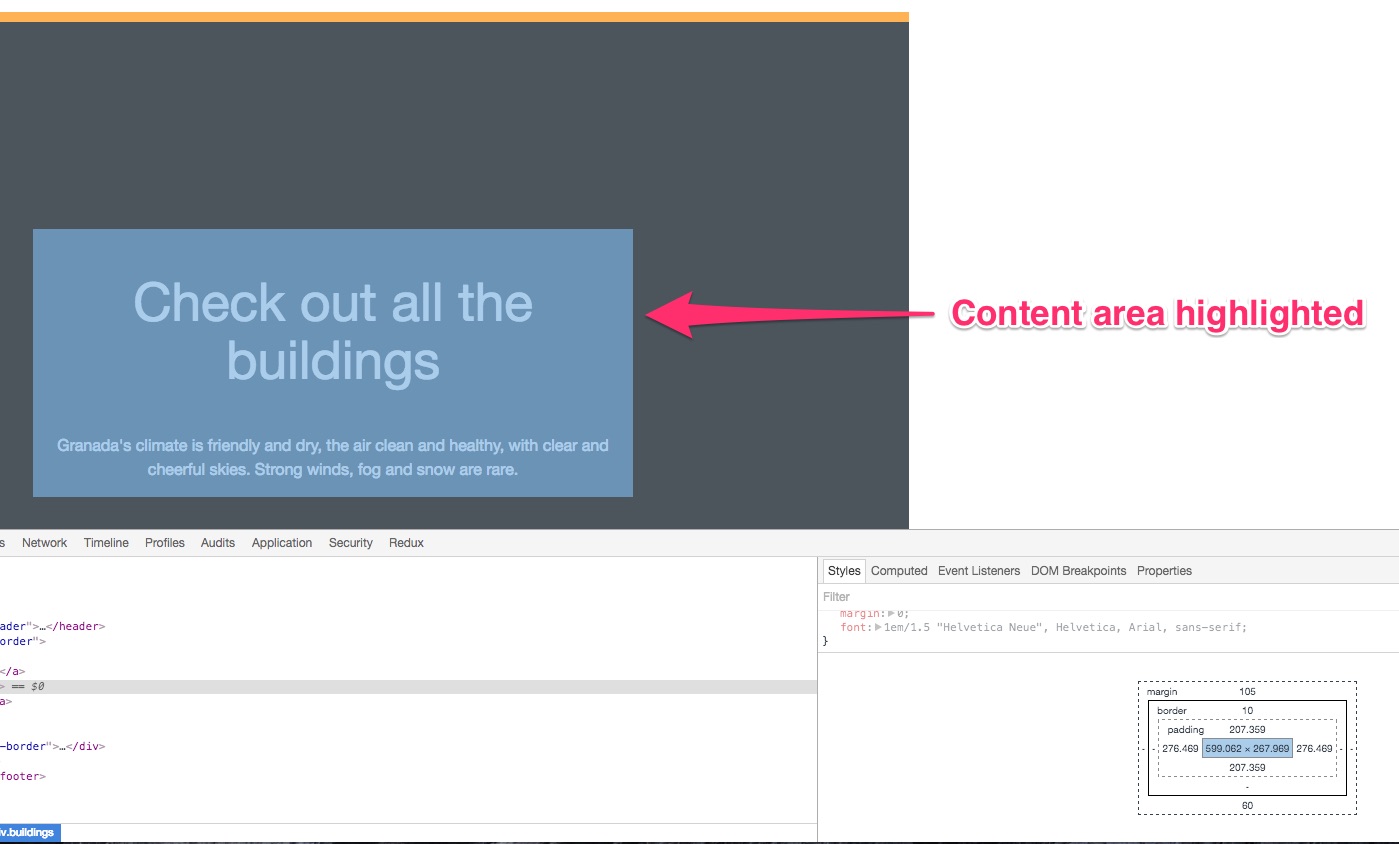 Check out all the
buildings
Content area highlighted
Granada's climate is friendly and dry, the air clean and healthy, with clear and
cheerful skies. Strong winds, fog and snow are rare.
s Network Timeline Profiles Audits Application Security Redux
ader">…</header>
order">
</a>
> == $0
a>
-border">…</div>
footer>
iv.buildings
Styles Computed Event Listeners DOM Breakpoints Properties
Filter
margin:▶0;
font:▶1em/1.5 "Helvetica Neue", Helvetica, Arial, sans-serif;
}
margin 105
border 10
padding 207.359
- - 276.469 599.062 × 267.969 276.469 - -
207.359
-
60